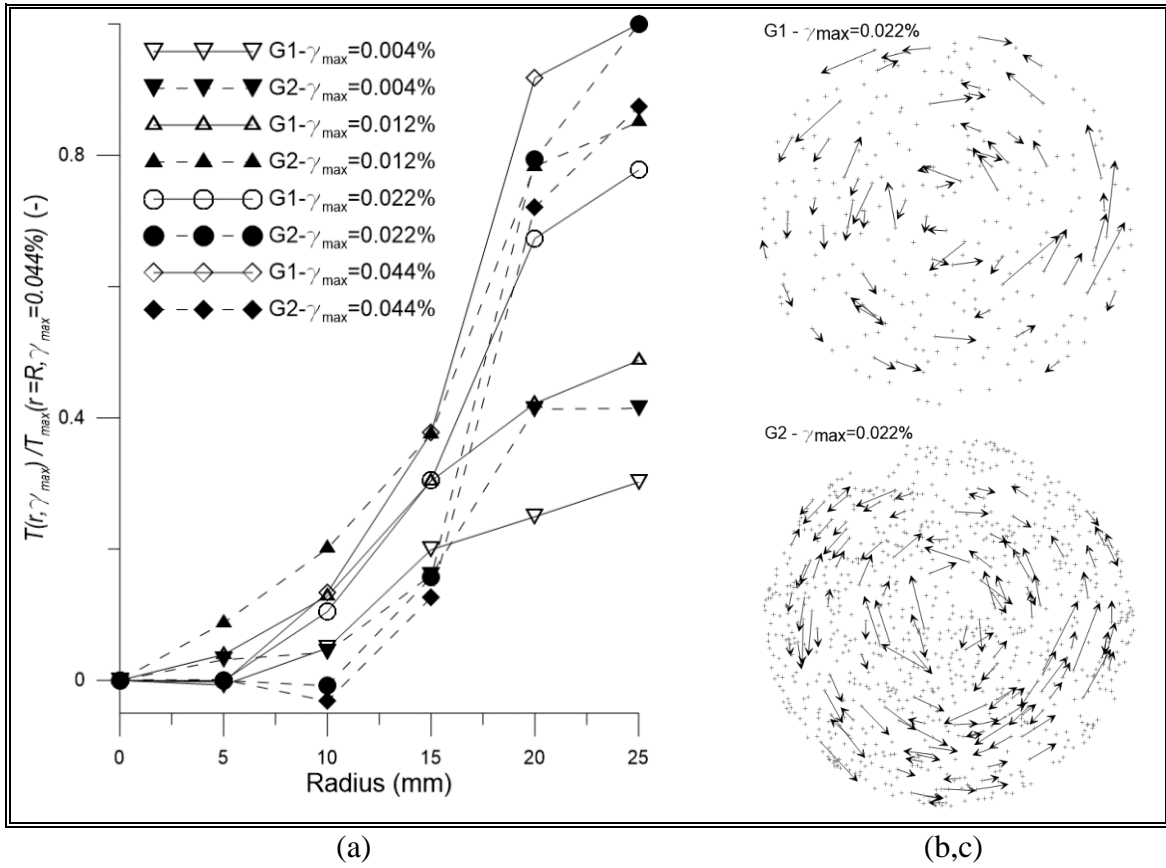 G1-γmax=0.004%
G2-γmax=0.004%
G1-γmax=0.012%
G2-γmax=0.012%
G1-γmax=0.022%
G2-γmax=0.022%
G1-γmax=0.044%
G2-γmax=0.044%
T(r,γmax) /Tmax(r=R,γmax=0.044%) (-)
0.8
0.4
0
0 5 10 15 20 25
Radius (mm)
G1 - γmax=0.022%
G2 - γmax=0.022%
(a) (b,c)